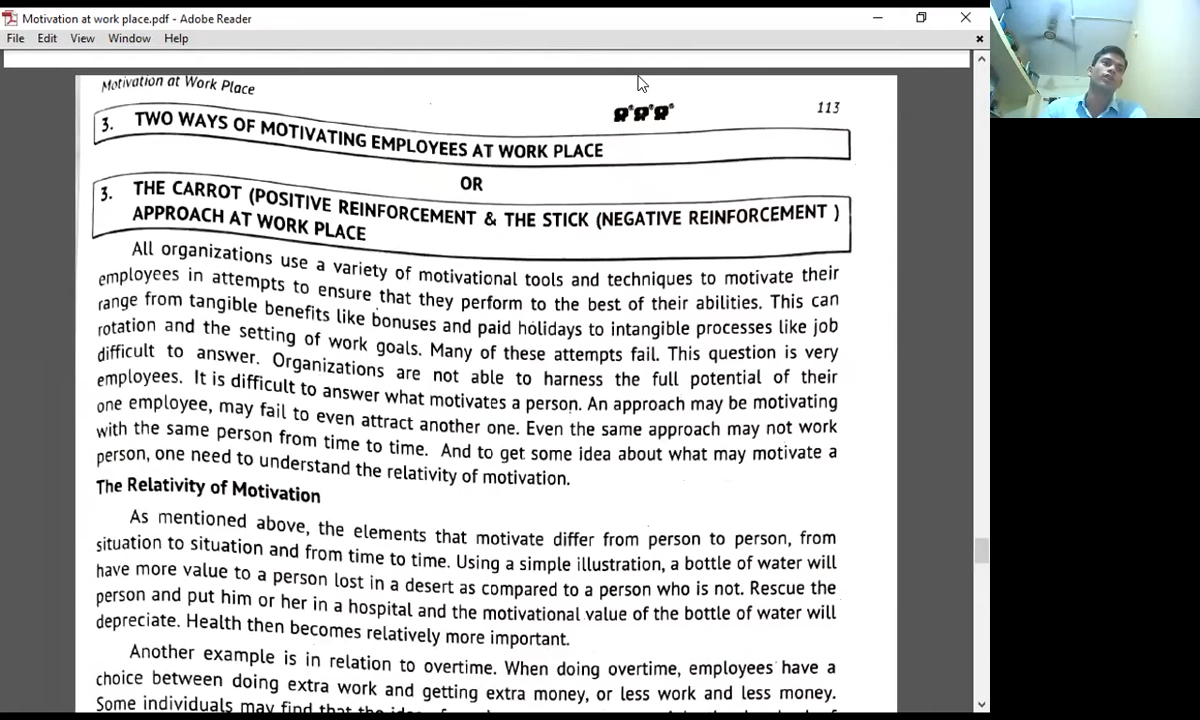 Motivation at work place.pdf - Adobe Reader
File Edit View Window Help
Motivation at Work Place
113
3. TWO WAYS OF MOTIVATING EMPLOYEES AT WORK PLACE
OR
3. THE CARROT (POSITIVE REINFORCEMENT & THE STICK (NEGATIVE REINFORCEMENT )
APPROACH AT WORK PLACE
All organizations use a variety of motivational tools and techniques to motivate their
employees in attempts to ensure that they perform to the best of their abilities. This can
range from tangible benefits like bonuses and paid holidays to intangible processes like job
rotation and the setting of work goals. Many of these attempts fail. This question is very
difficult to answer. Organizations are not able to harness the full potential of their
employees. It is difficult to answer what motivates a person. An approach may be motivating
one employee, may fail to even attract another one. Even the same approach may not work
with the same person from time to time. And to get some idea about what may motivate a
person, one need to understand the relativity of motivation.
The Relativity of Motivation
As mentioned above, the elements that motivate differ from person to person, from
situation to situation and from time to time. Using a simple illustration, a bottle of water will
have more value to a person lost in a desert as compared to a person who is not. Rescue the
person and put him or her in a hospital and the motivational value of the bottle of water will
depreciate. Health then becomes relatively more important.
Another example is in relation to overtime. When doing overtime, employees have a
choice between doing extra work and getting extra money, or less work and less money.
Some individuals may find that the